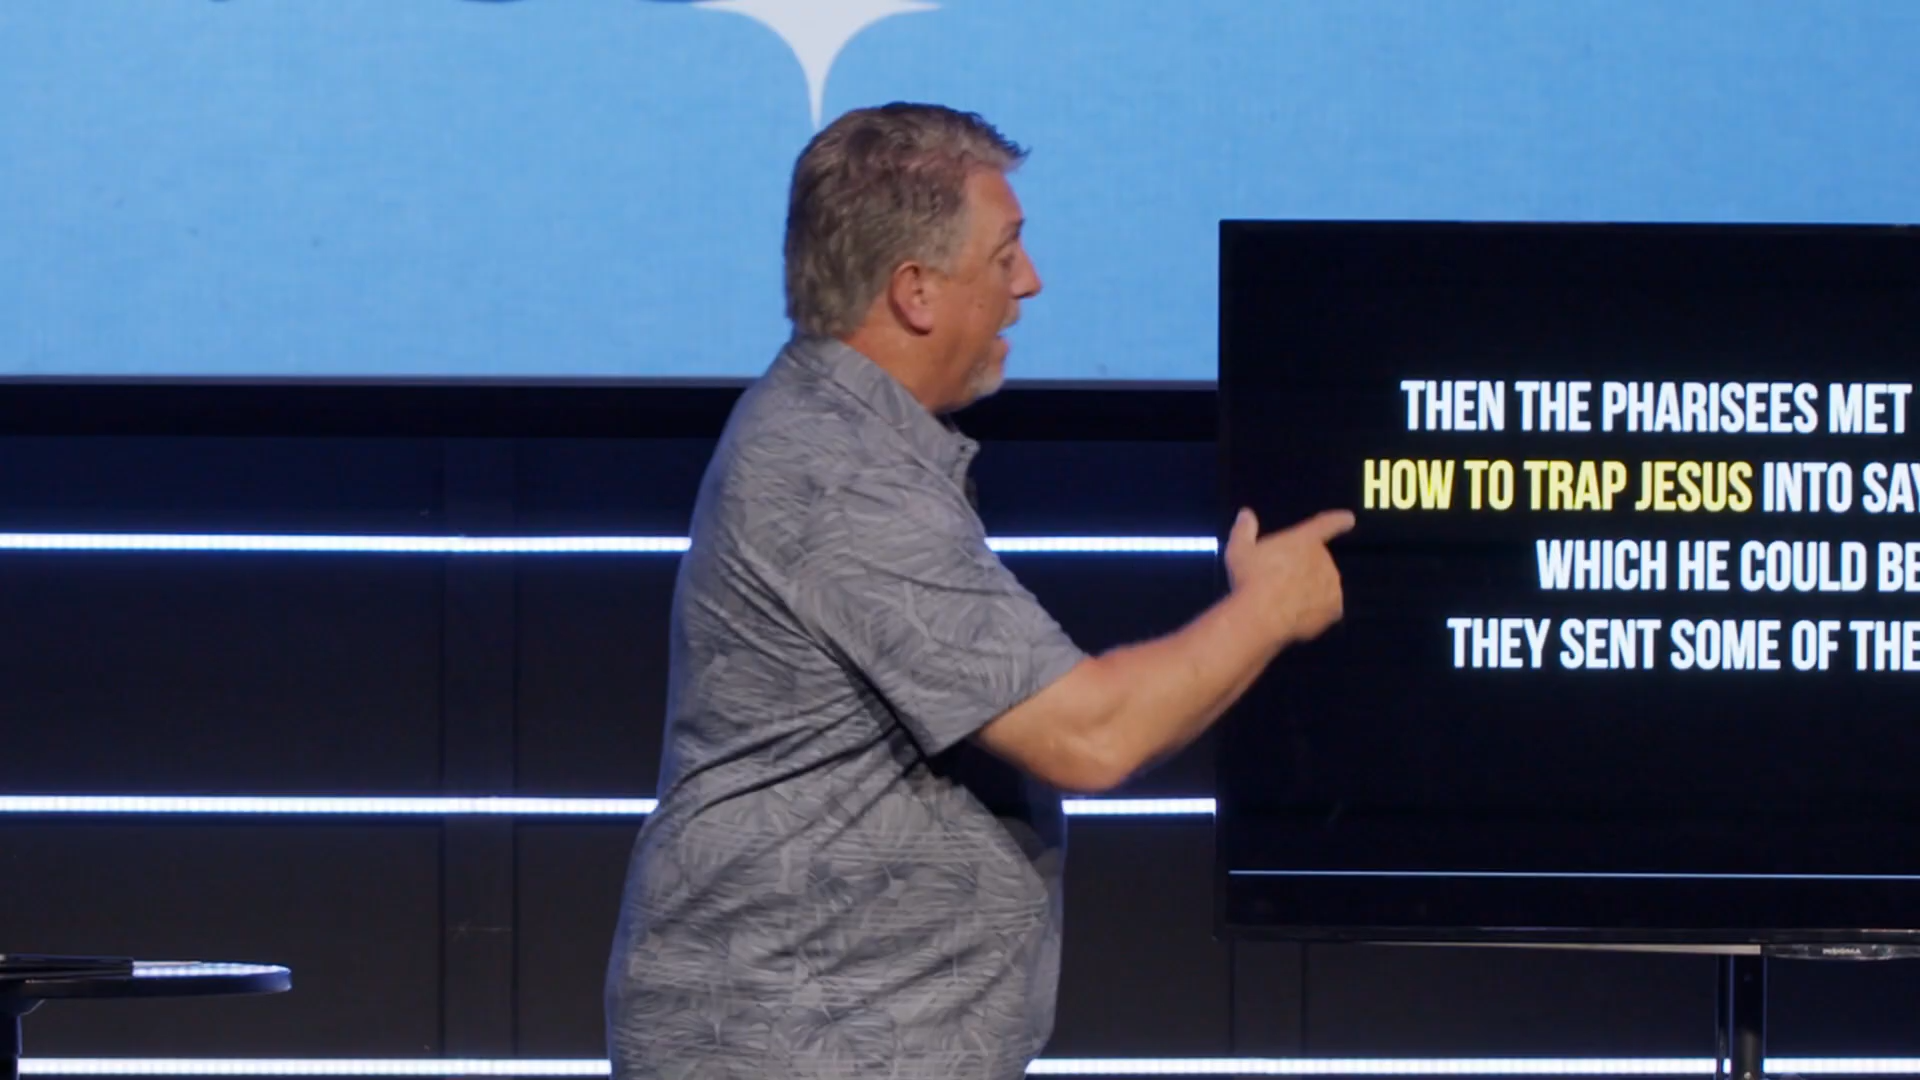 THEN THE PHARISEES MET
HOW TO TRAP JESUS INTO SAY
WHICH HE COULD BE
THEY SENT SOME OF THE
INSIGNIA